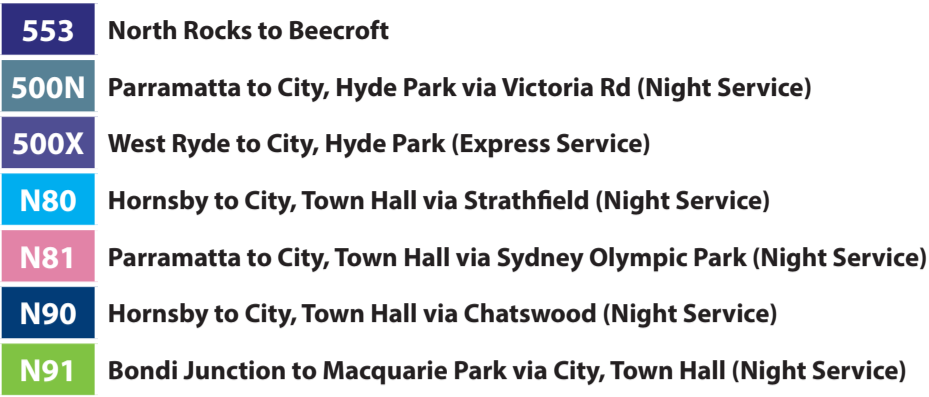 553 North Rocks to Beecroft
500N Parramatta to City, Hyde Park via Victoria Rd (Night Service)
500X West Ryde to City, Hyde Park (Express Service)
N80 Hornsby to City, Town Hall via Strathfield (Night Service)
N81 Parramatta to City, Town Hall via Sydney Olympic Park (Night Service)
N90 Hornsby to City, Town Hall via Chatswood (Night Service)
N91 Bondi Junction to Macquarie Park via City, Town Hall (Night Service)